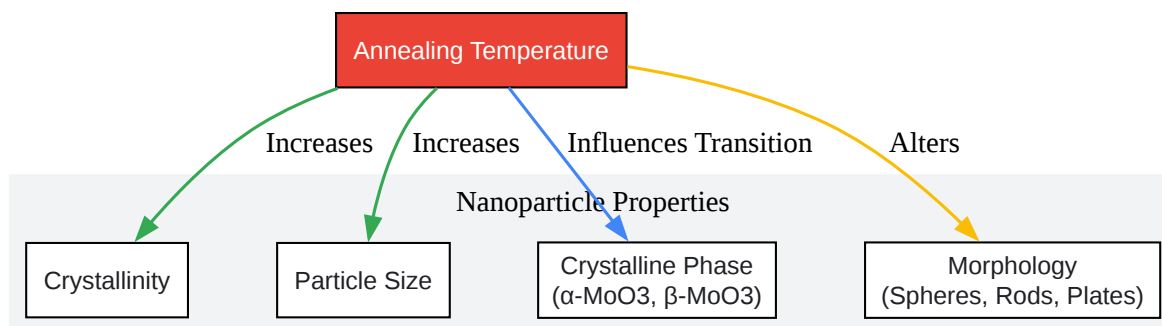 Annealing Temperature
Increases
Increases
Influences Transition
Alters
Nanoparticle Properties
Crystallinity
Particle Size
Crystalline Phase
(α-MoO3, β-MoO3)
Morphology
(Spheres, Rods, Plates)